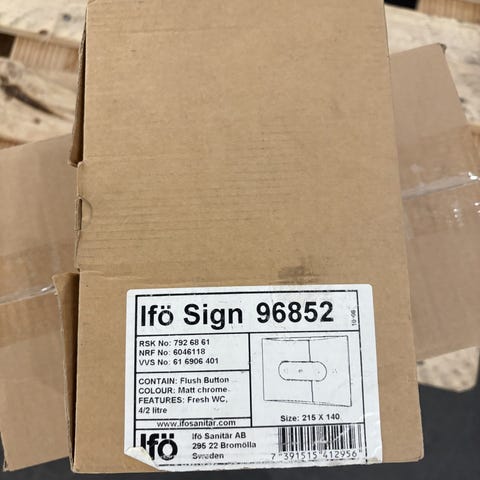 Ifö Sign 96852
10-06
RSK No: 792 68 61
NRF No: 6046118
VVS No: 61 6906 401
CONTAIN: Flush Button
COLOUR: Matt chrome
FEATURES: Fresh WC,
4/2 litre
www.ifosanitar.com
Size: 215 X 140
Ifö
Ifö Sanitär AB
295 22 Bromölla
Sweden
7 391515 412956